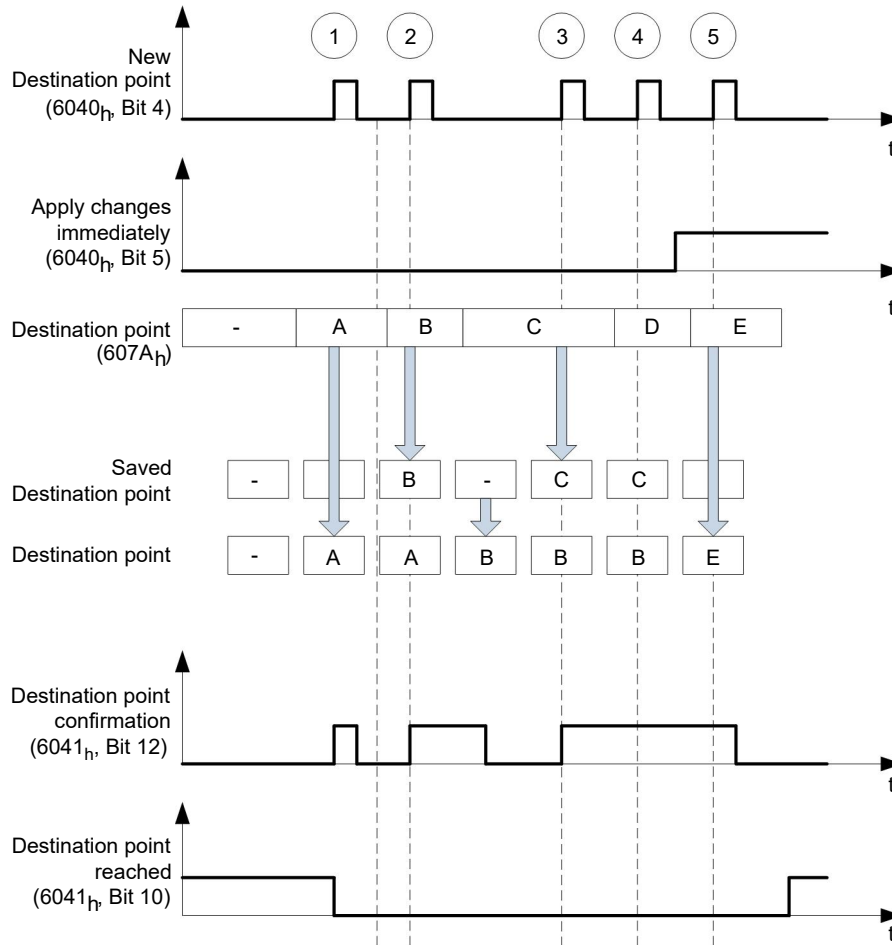 1 2 3 4 5
New
Destination point
(6040h, Bit 4)
t
Apply changes
immediately
(6040h, Bit 5)
t
Destination point
(607Ah)
- A B C D E
Saved
Destination point
- B - C C
Destination point
- A A B B B E
Destination point
confirmation
(6041h, Bit 12)
t
Destination point
reached
(6041h, Bit 10)
t